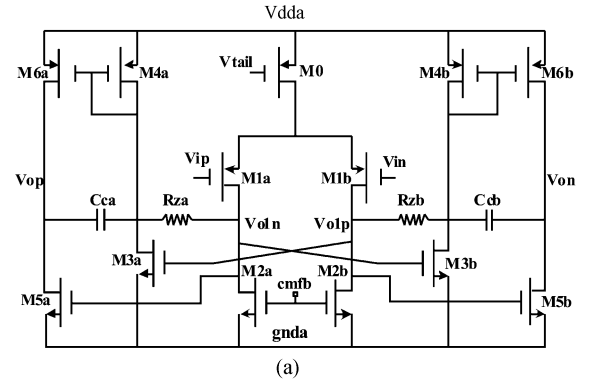 Vdda
M6a
M4a
Vtail
M0
M4b
M6b
Vip
M1a
M1b
Vin
Vop
Cca
Rza
Vo1n
Vo1p
Rzb
Ccb
Von
M3a
M3b
M5a
M2a
cmfb
M2b
M5b
gnda
(a)